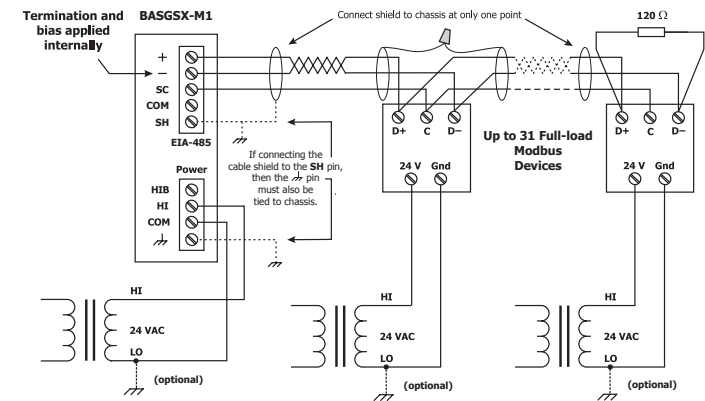 Termination and
bias applied
internally
BASGSX-M1
Connect shield to chassis at only one point
120 Ω
+
−
SC
COM
SH
EIA-485
D+ C D−
D+ C D−
Up to 31 Full-load
Modbus
Devices
If connecting the
cable shield to the SH pin,
then the pin
must also be
tied to chassis.
Power
HIB
HI
COM
24 V Gnd
24 V Gnd
HI
24 VAC
LO
(optional)
HI
24 VAC
LO
(optional)
HI
24 VAC
LO
(optional)